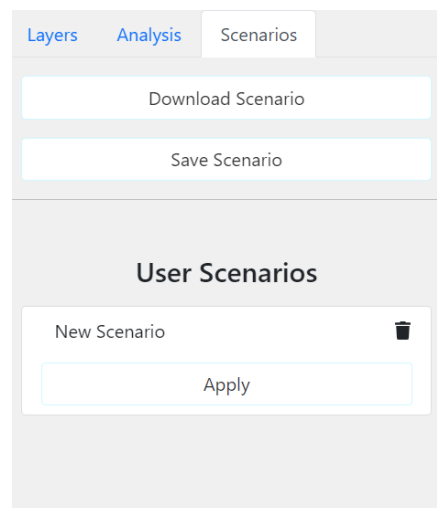 Layers Analysis Scenarios
Download Scenario
Save Scenario
User Scenarios
New Scenario
Apply